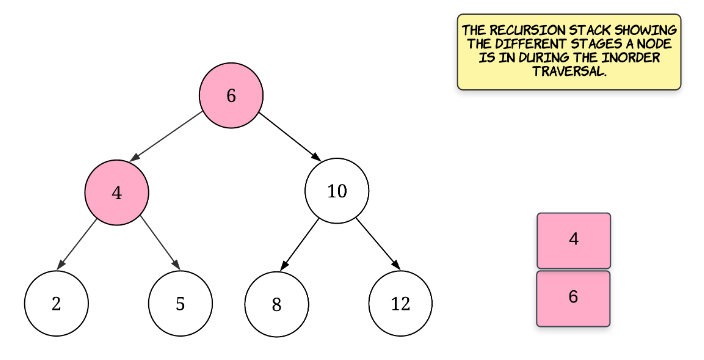 THE RECURSION STACK SHOWING
THE DIFFERENT STAGES A NODE
IS IN DURING THE INORDER
TRAVERSAL.
6
4
10
2
5
8
12
4
6